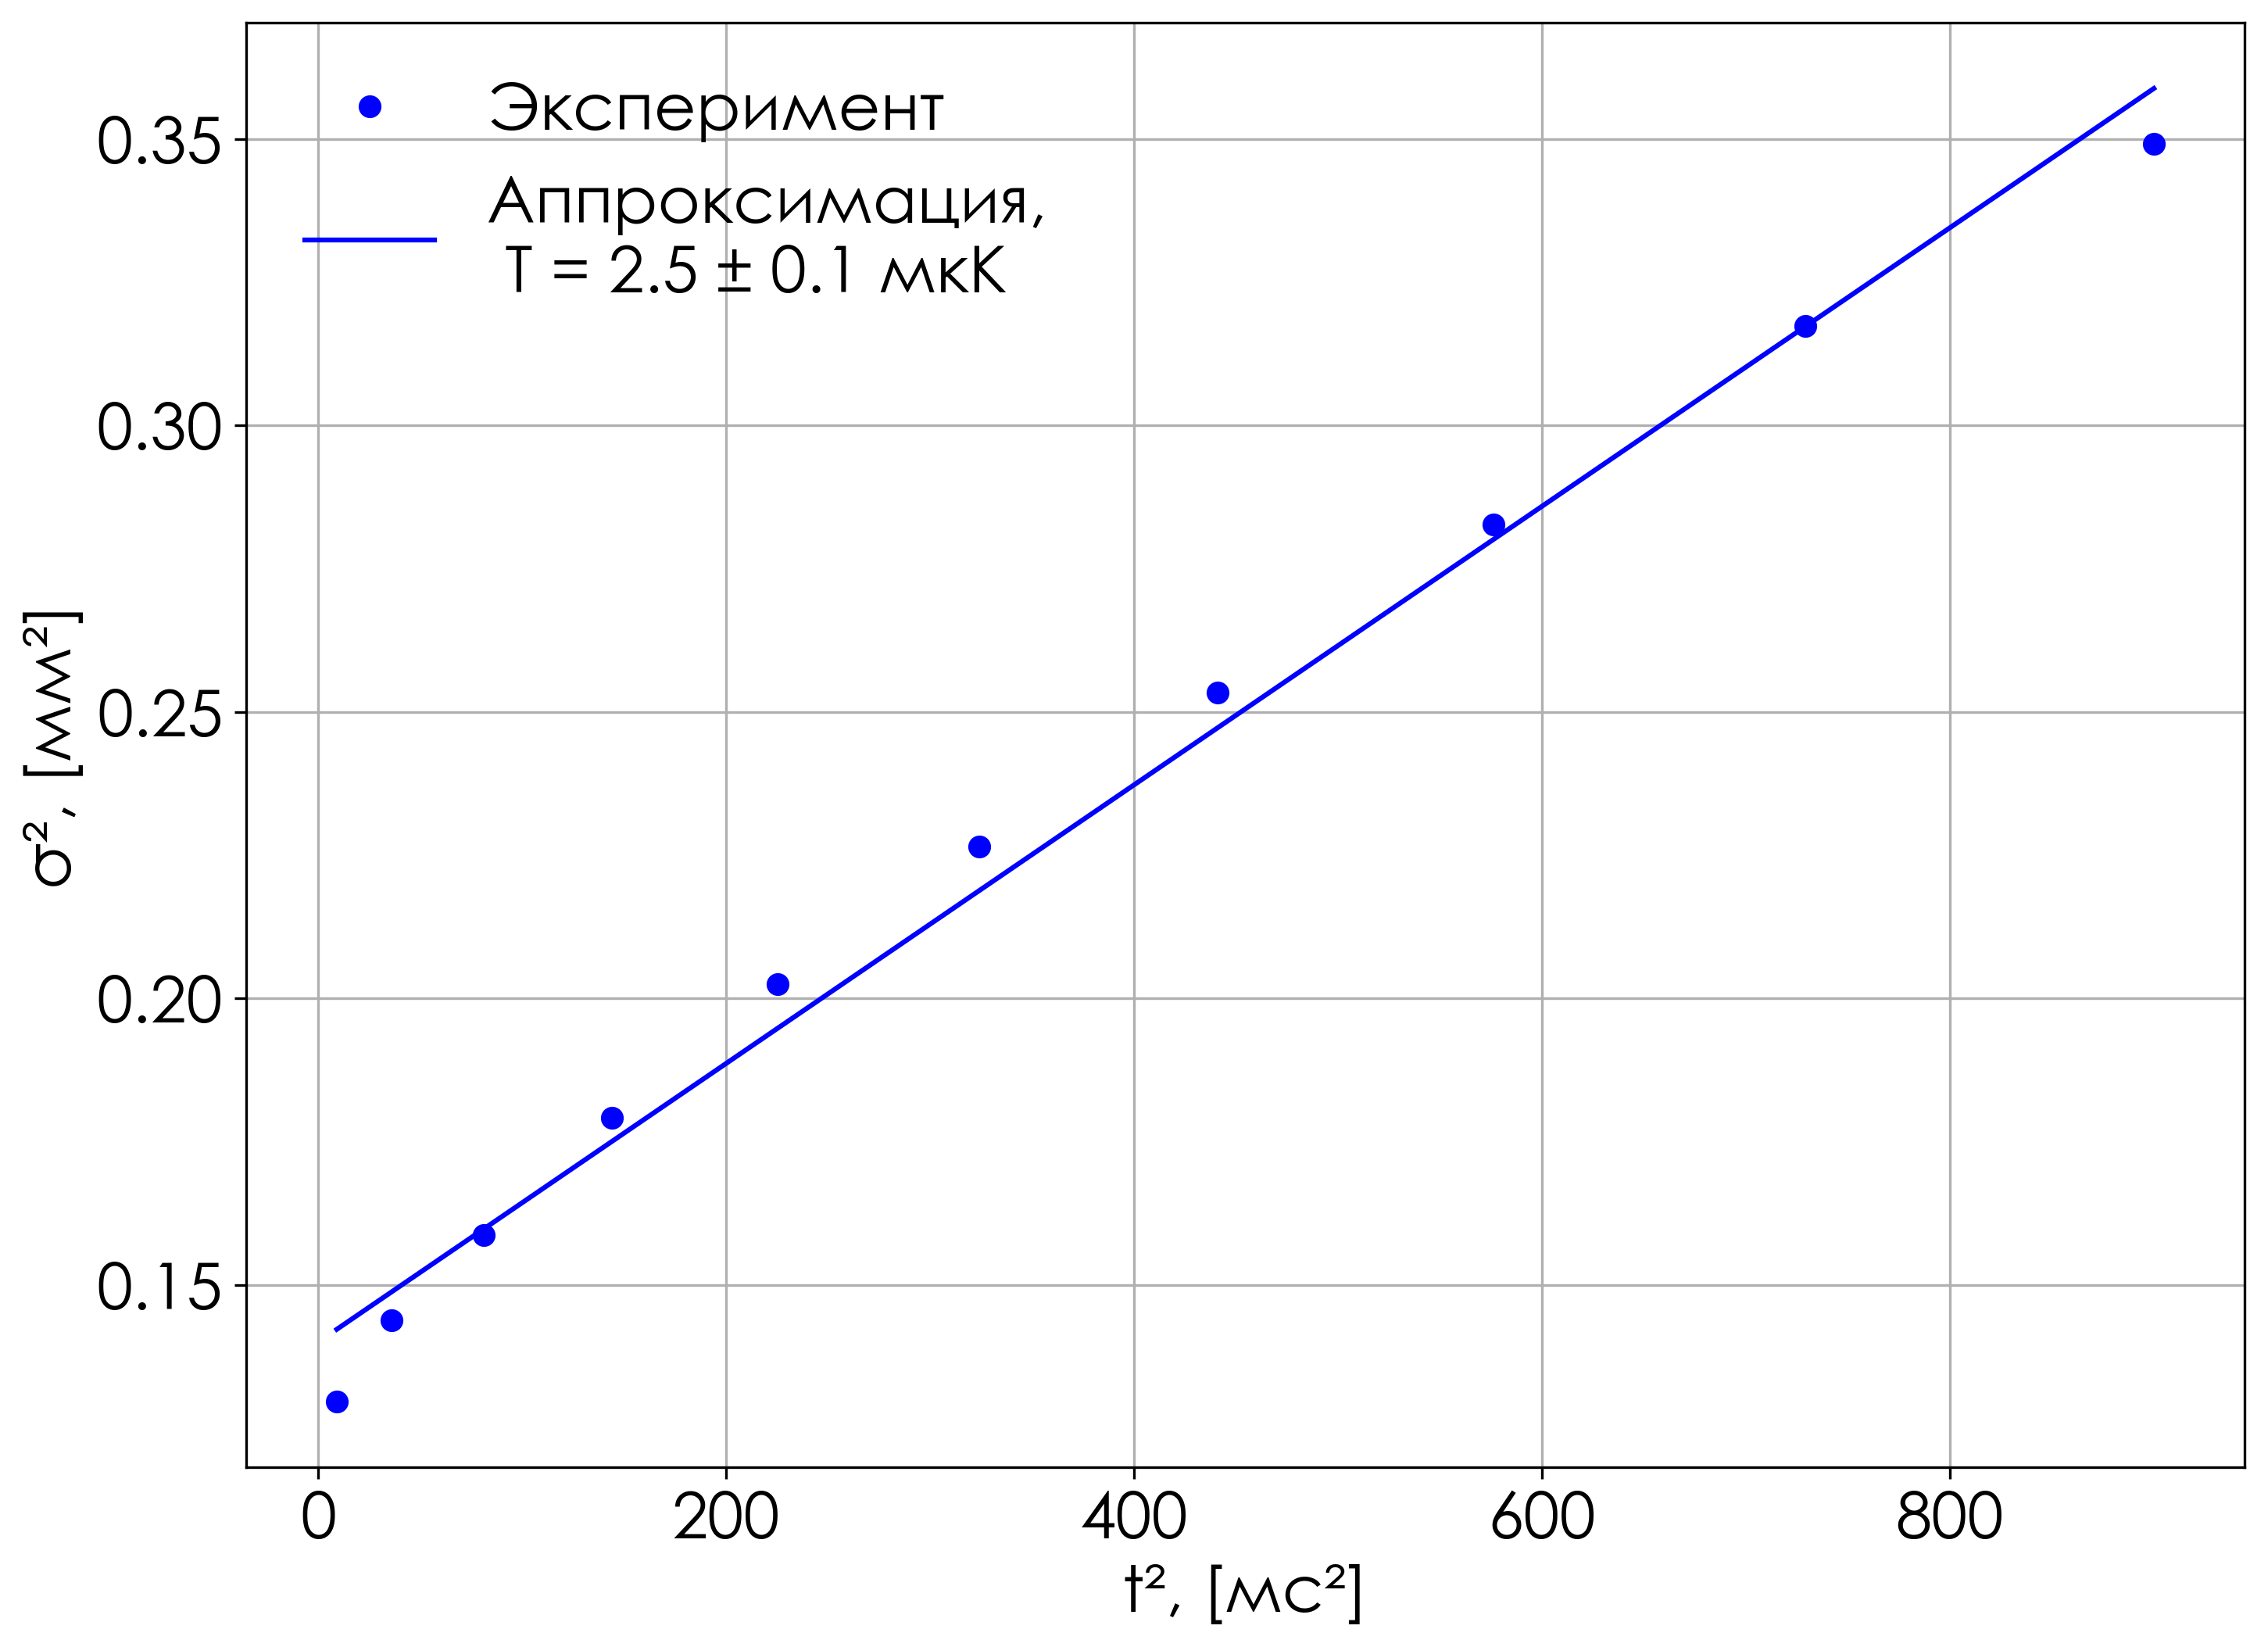 Эксперимент
Аппроксимация,
T = 2.5 ± 0.1 мкК
0.35
0.30
0.25
0.20
0.15
σ², [мм²]
0 200 400 600 800
t², [мс²]